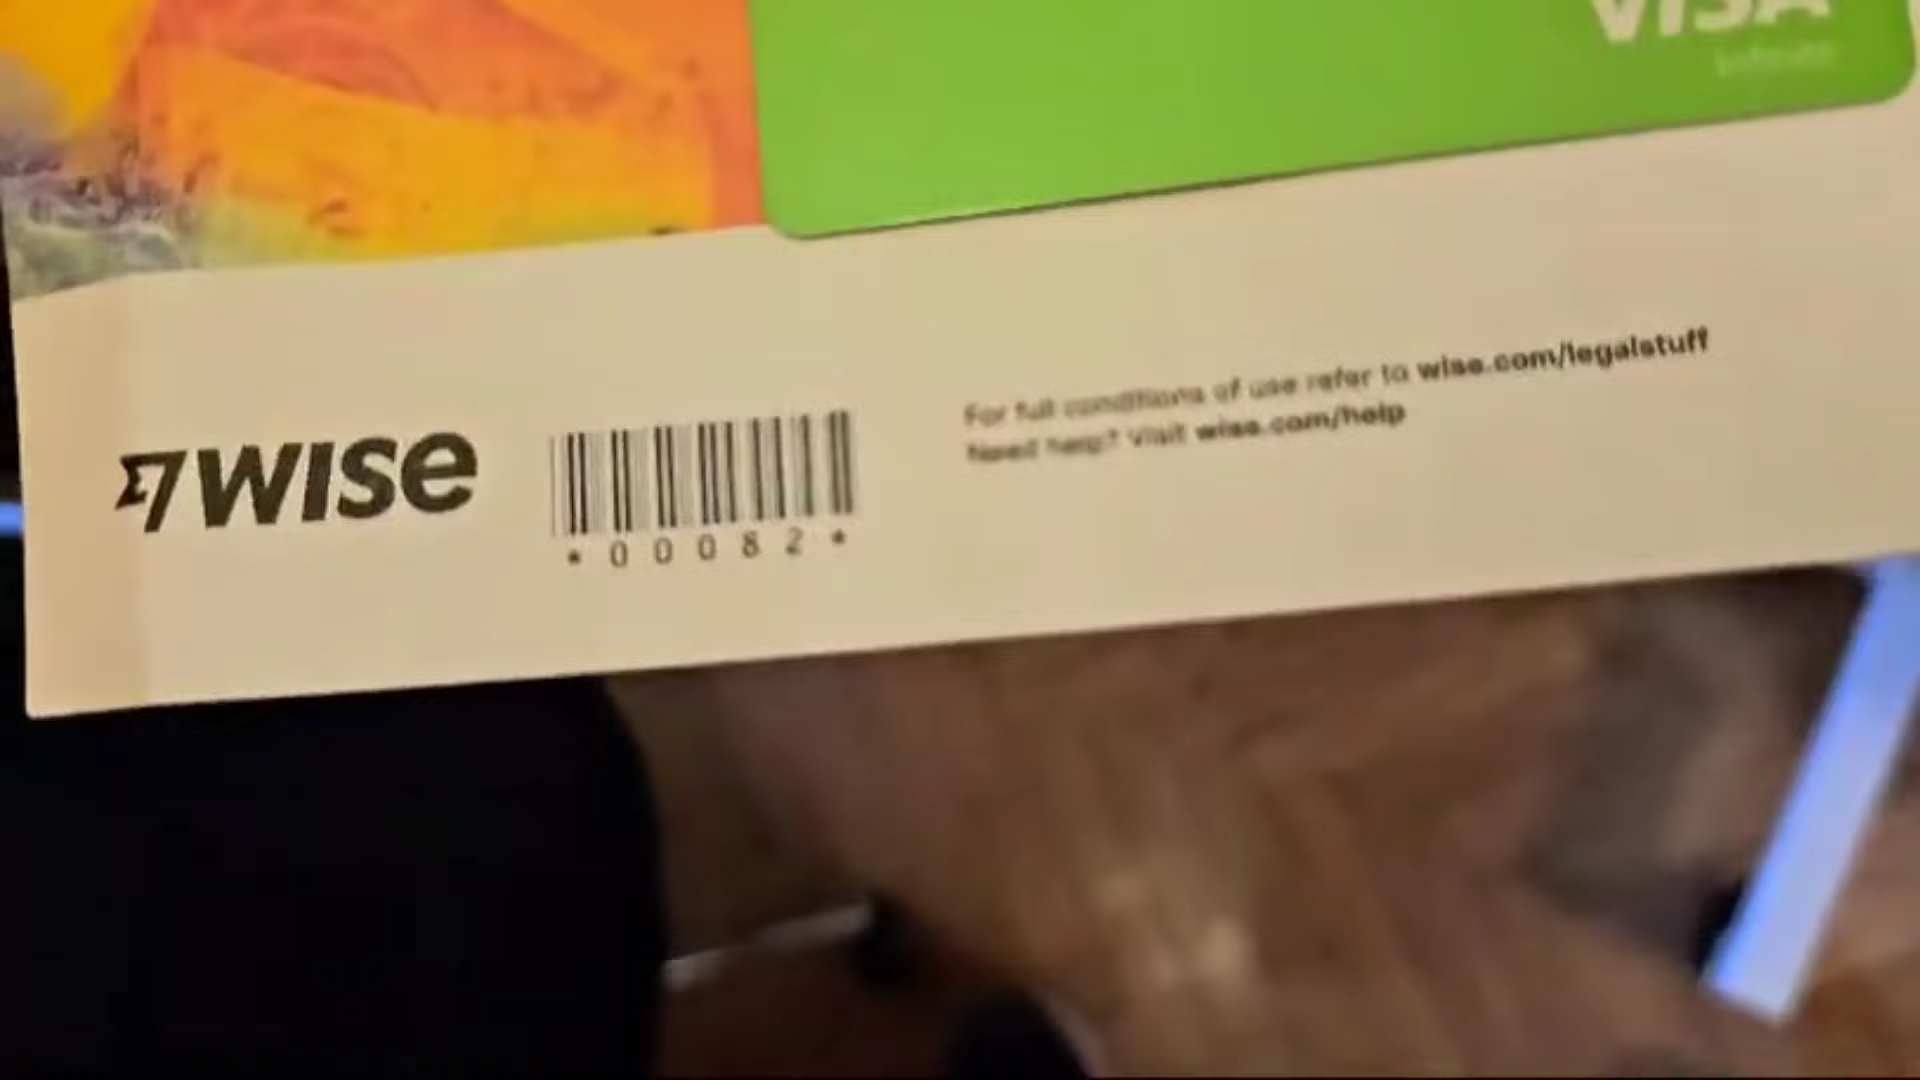 VISA
Infinite
wise
*00082*
For full conditions of use refer to wise.com/legalstuff
Need help? Visit wise.com/help